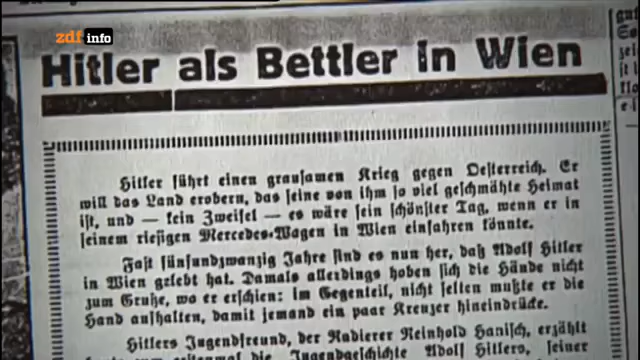 zdf info
Hitler als Bettler in Wien
Hitler führt einen grausamen Krieg gegen Oesterreich. Er
will das Land erobern, das seine von ihm so viel geschmähte Heimat
ist, und — kein Zweifel — es wäre sein schönster Tag, wenn er in
seinem riesigen Mercedes-Wagen in Wien einfahren könnte.
Fast fünfundzwanzig Jahre sind es nun her, daß Adolf Hitler
in Wien gelebt hat. Damals allerdings hoben sich die Hände nicht
zum Gruße, wo er erschien: im Gegenteil, nicht selten mußte er die
Hand aufhalten, damit jemand ein paar Kreuzer hineindrücke.
Hitlers Jugendfreund, der Radierer Reinhold Hanisch, erzählt
die Jugendgeschichte Adolf Hitlers, seiner